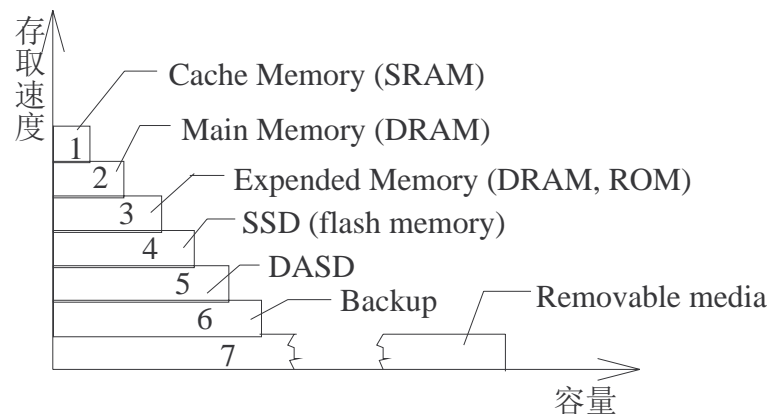 存取速度
Cache Memory (SRAM)
1
Main Memory (DRAM)
2
Expended Memory (DRAM, ROM)
3
SSD (flash memory)
4
DASD
5
Backup
6
Removable media
7
容量